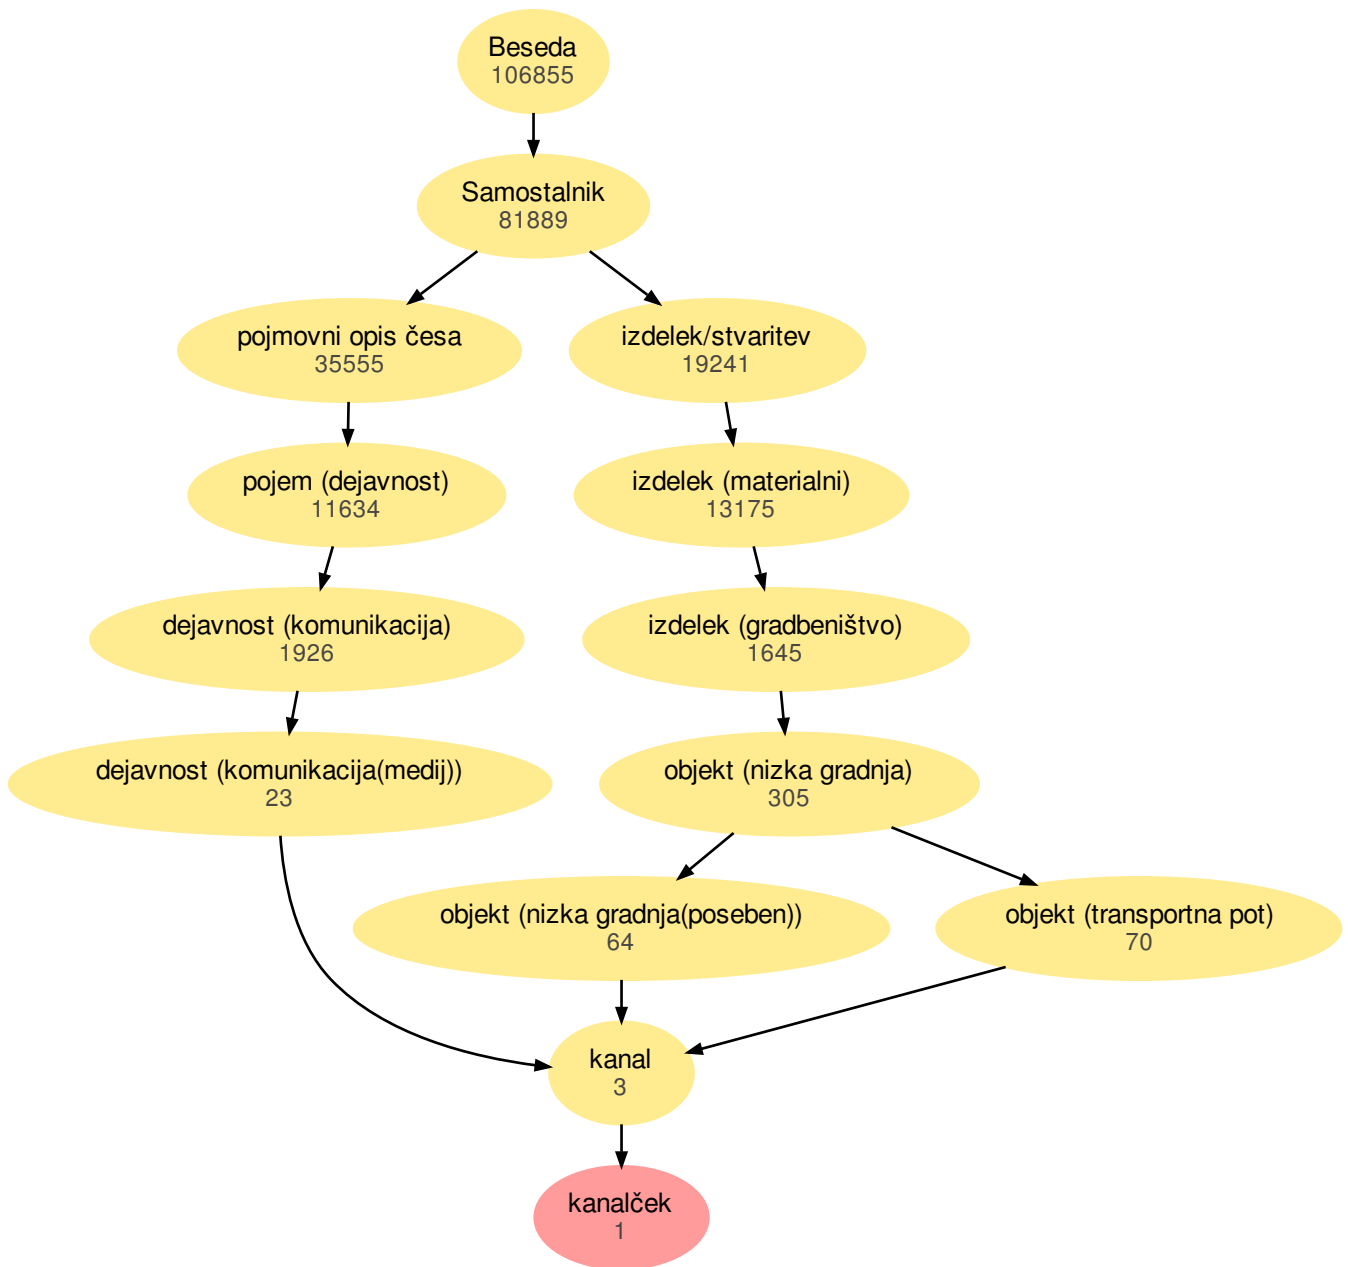 Beseda
106855
Samostalnik
81889
pojmovni opis česa
35555
izdelek/stvaritev
19241
pojem (dejavnost)
11634
izdelek (materialni)
13175
dejavnost (komunikacija)
1926
izdelek (gradbeništvo)
1645
dejavnost (komunikacija(medij))
23
objekt (nizka gradnja)
305
objekt (nizka gradnja(poseben))
64
objekt (transportna pot)
70
kanal
3
kanalček
1